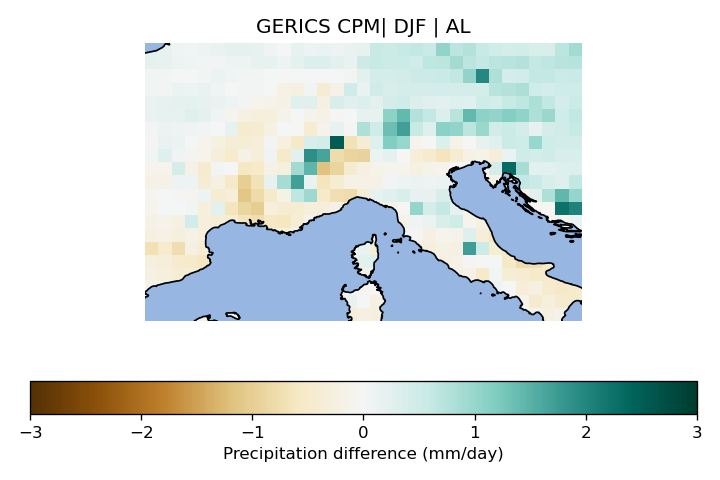 GERICS CPM| DJF | AL
−3 −2 −1 0 1 2 3
Precipitation difference (mm/day)